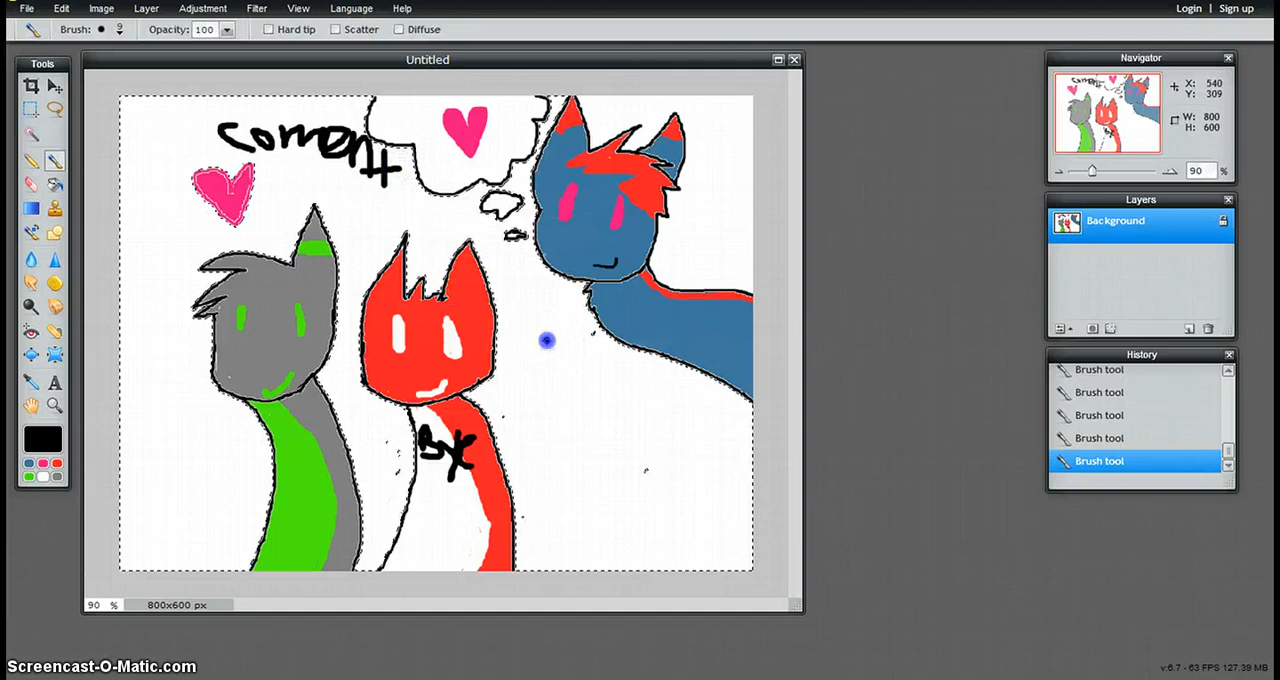 File Edit Image Layer Adjustment Filter View Language Help Login | Sign up
Brush: 9 Opacity: 100 Hard tip Scatter Diffuse
Tools
Untitled
coment
Bye
90 % 800x600 px
Navigator
X: 540
Y: 309
W: 800
H: 600
90 %
Layers
Background
History
Brush tool
Brush tool
Brush tool
Brush tool
Brush tool
Screencast-O-Matic.com
v:6.7 - 63 FPS 127.39 MB